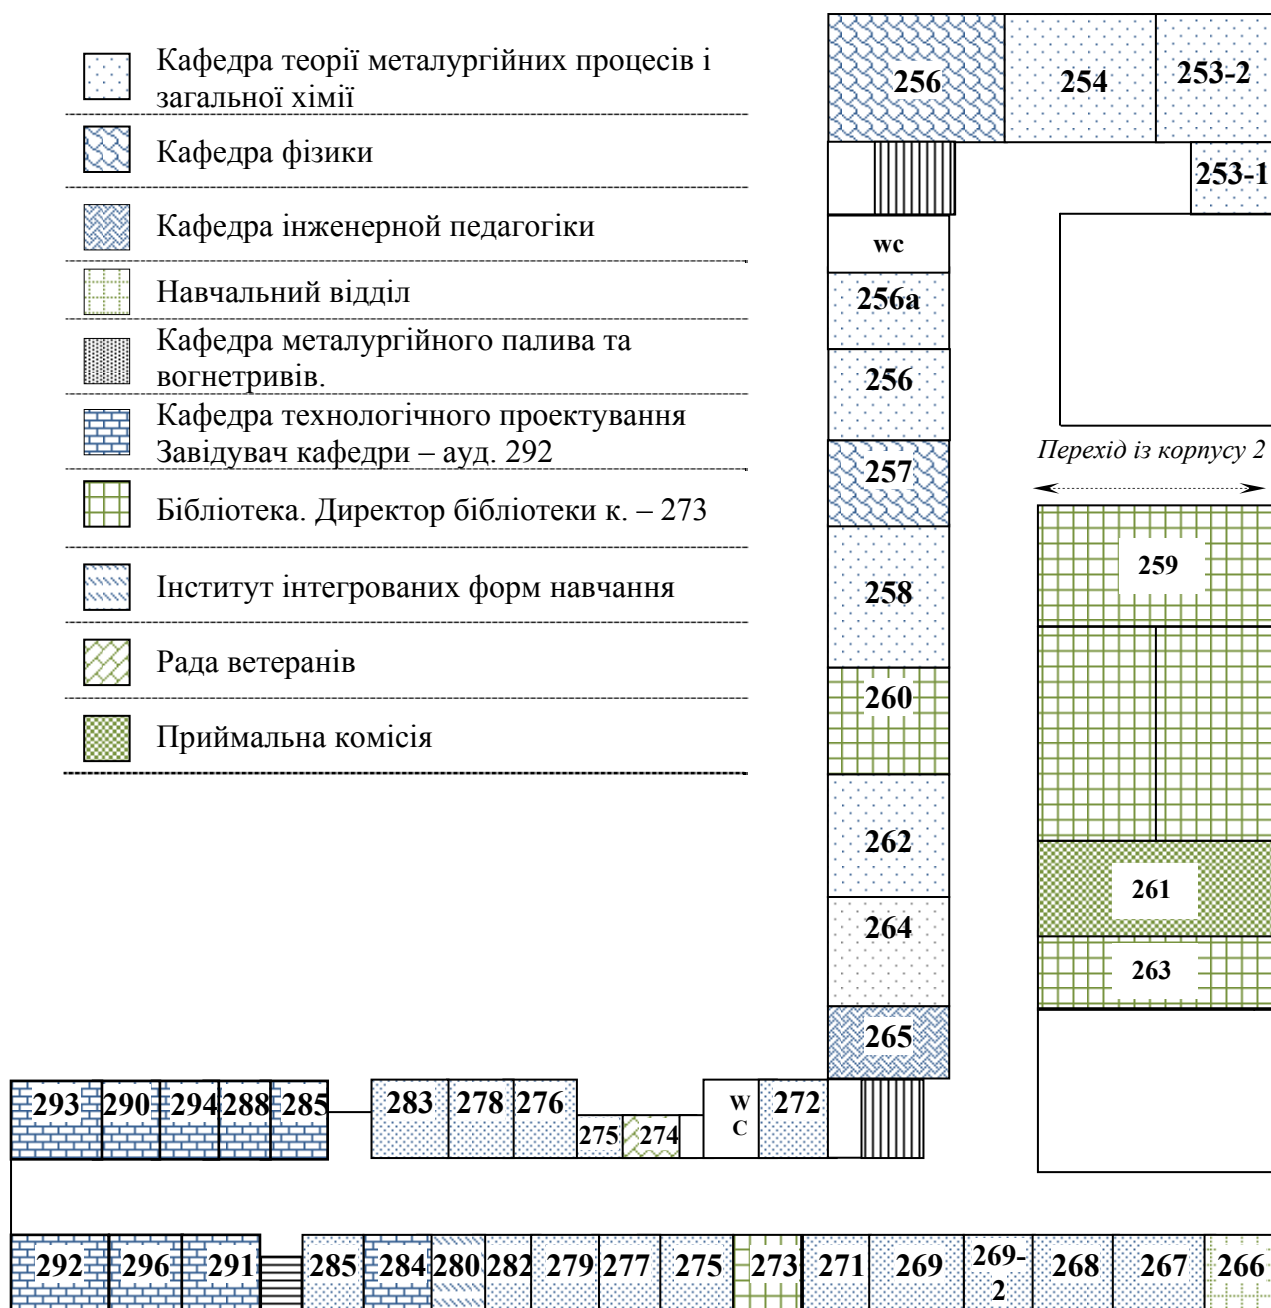 Кафедра теорії металургійних процесів і
загальної хімії
Кафедра фізики
Кафедра інженерной педагогіки
Навчальний відділ
Кафедра металургійного палива та
вогнетривів.
Кафедра технологічного проектування
Завідувач кафедри – ауд. 292
Бібліотека. Директор бібліотеки к. – 273
Інститут інтегрованих форм навчання
Рада ветеранів
Приймальна комісія
256 254 253-2
253-1
wc
256а
256
Перехід із корпусу 2
257
259
258
260
262
261
264
263
265
293 290 294 288 285 283 278 276 275 274 W
C 272
292 296 291 285 284 280 282 279 277 275 273 271 269 269-
2 268 267 266